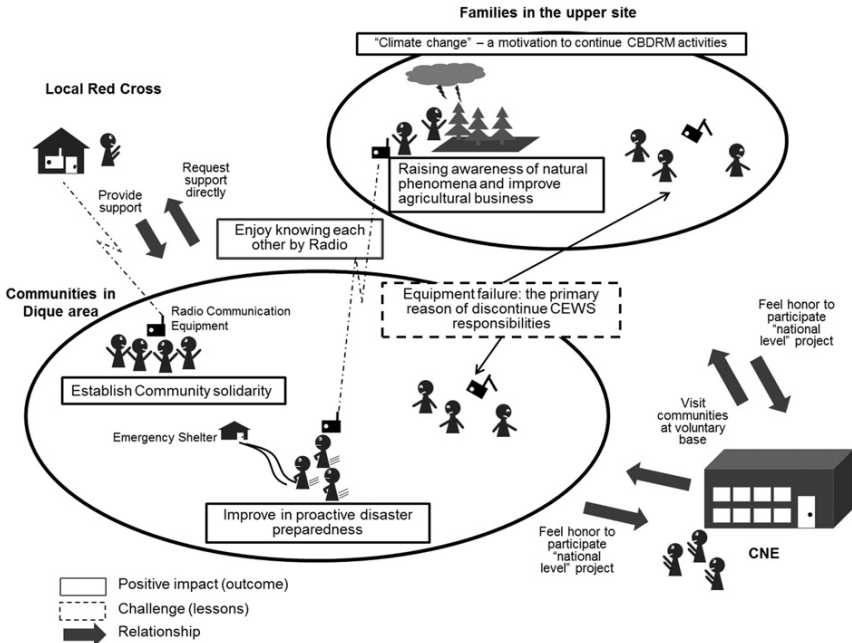 Families in the upper site
“Climate change” – a motivation to continue CBDRM activities
Local Red Cross
Request
support
directly
Provide
support
Raising awareness of natural
phenomena and improve
agricultural business
Enjoy knowing each
other by Radio
Communities in
Dique area
Radio Communication
Equipment
Equipment failure: the primary
reason of discontinue CEWS
responsibilities
Feel honor to
participate
“national
level” project
Establish Community solidarity
Visit
communities
at voluntary
base
Emergency Shelter
Improve in proactive disaster
preparedness
Feel honor to
participate
“national
level” project
CNE
Positive impact (outcome)
Challenge (lessons)
Relationship